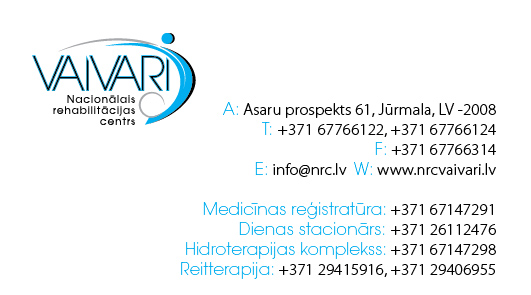 VAIVARI
Nacionālais
rehabilitācijas
centrs
A: Asaru prospekts 61, Jūrmala, LV -2008
T: +371 67766122, +371 67766124
F: +371 67766314
E: info@nrc.lv W: www.nrcvaivari.lv
Medicīnas reģistratūra: +371 67147291
Dienas stacionārs: +371 26112476
Hidroterapijas komplekss: +371 67147298
Reitterapija: +371 29415916, +371 29406955